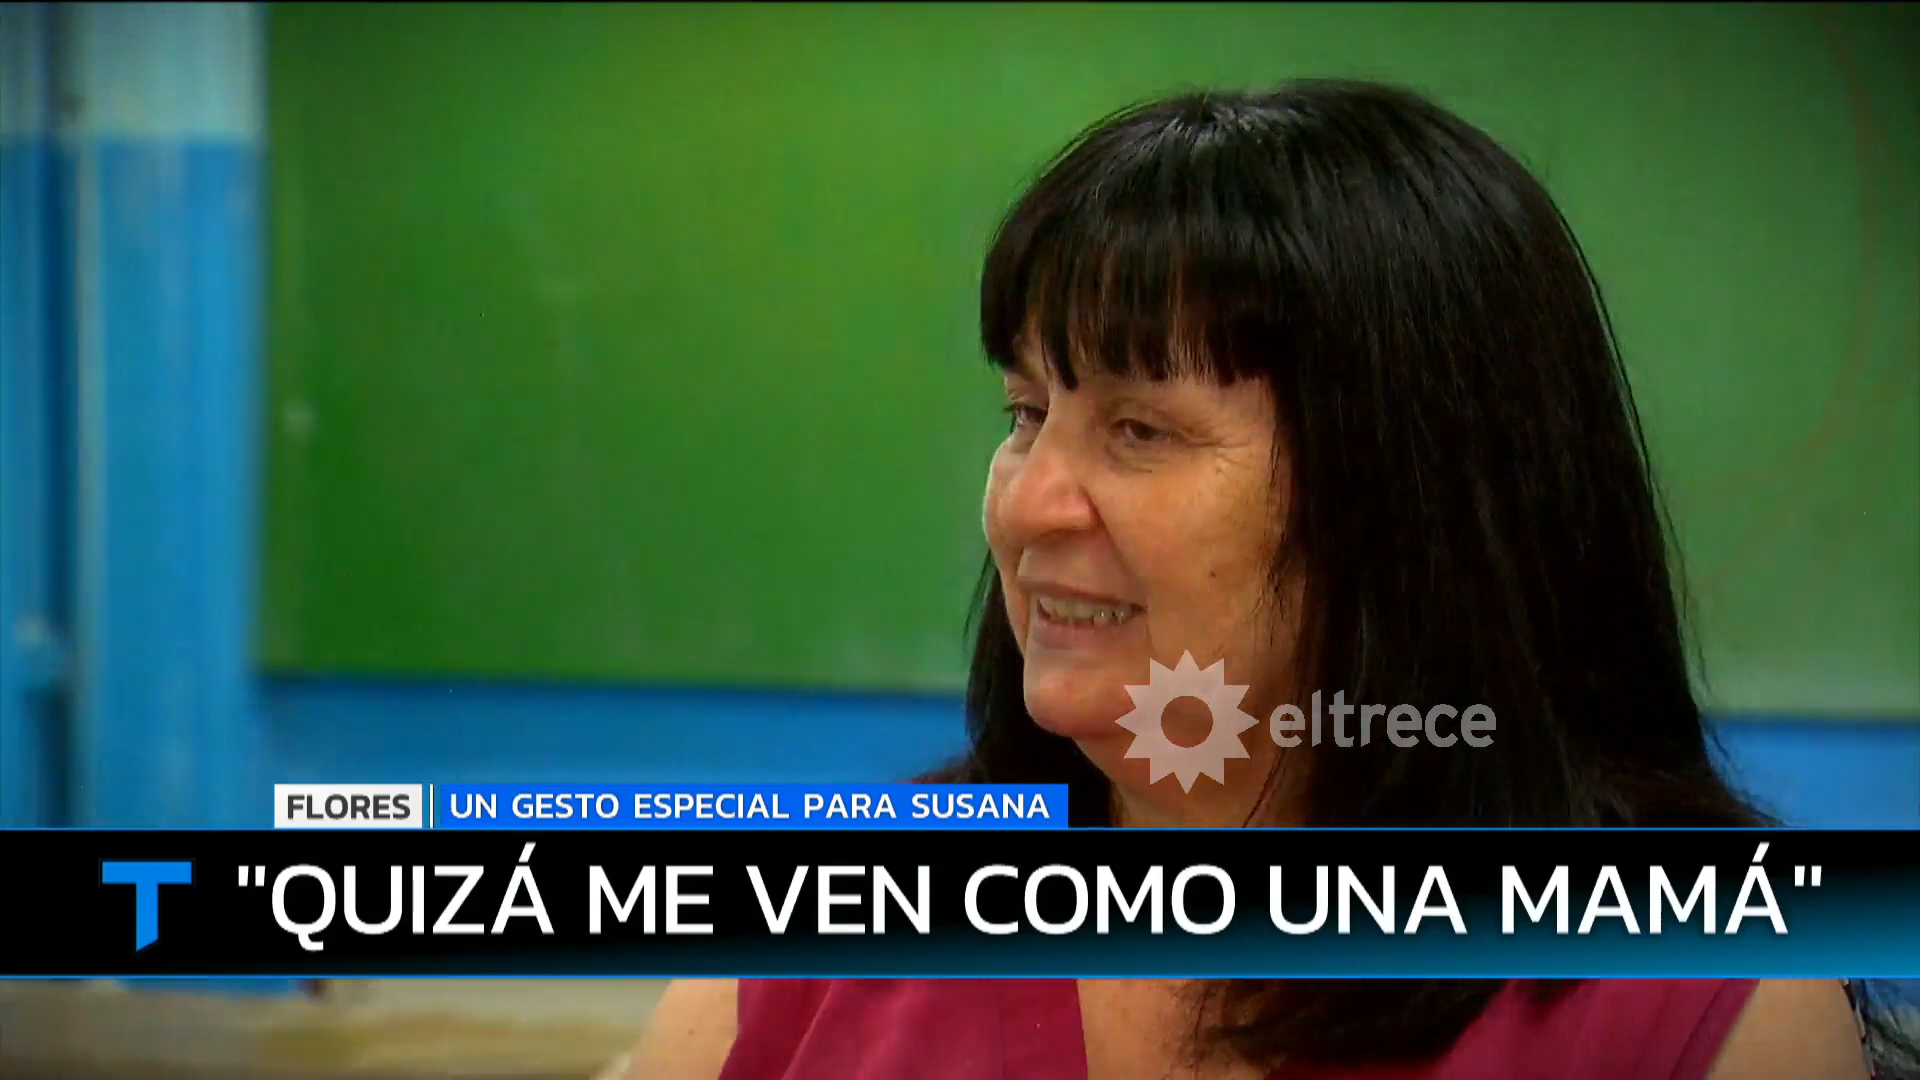 eltrece
FLORES
UN GESTO ESPECIAL PARA SUSANA
T "QUIZÁ ME VEN COMO UNA MAMÁ"